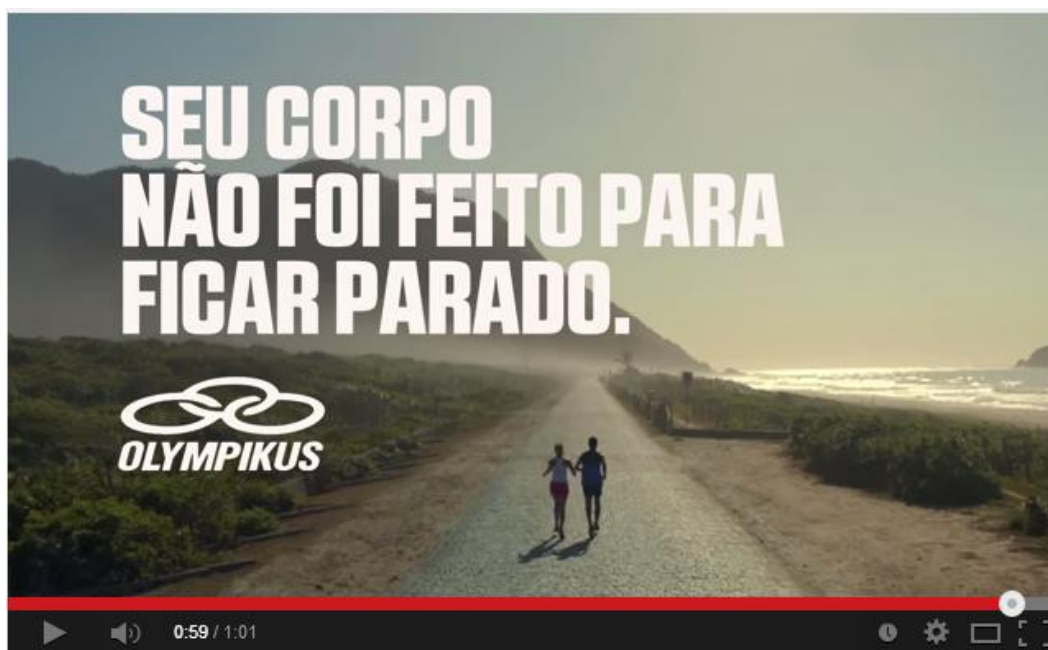 SEU CORPO
NÃO FOI FEITO PARA
FICAR PARADO.
OLYMPIKUS
0:59 / 1:01